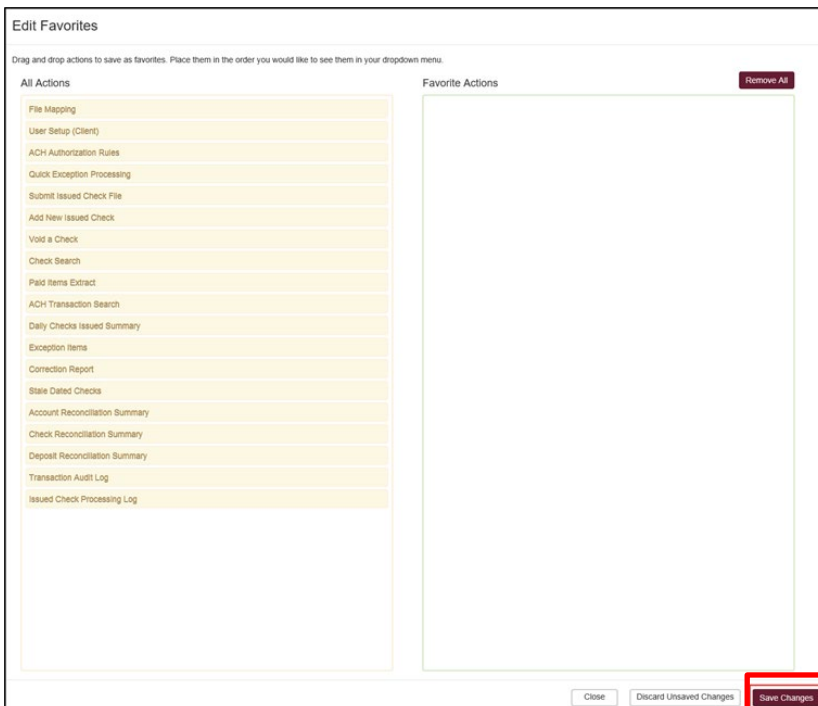 Edit Favorites
Drag and drop actions to save as favorites. Place them in the order you would like to see them in your dropdown menu.
All Actions
Favorite Actions
Remove All
File Mapping
User Setup (Client)
ACH Authorization Rules
Quick Exception Processing
Submit Issued Check File
Add New Issued Check
Void a Check
Check Search
Paid Items Extract
ACH Transaction Search
Daily Checks Issued Summary
Exception Items
Correction Report
Stale Dated Checks
Account Reconciliation Summary
Check Reconciliation Summary
Deposit Reconciliation Summary
Transaction Audit Log
Issued Check Processing Log
Close
Discard Unsaved Changes
Save Changes